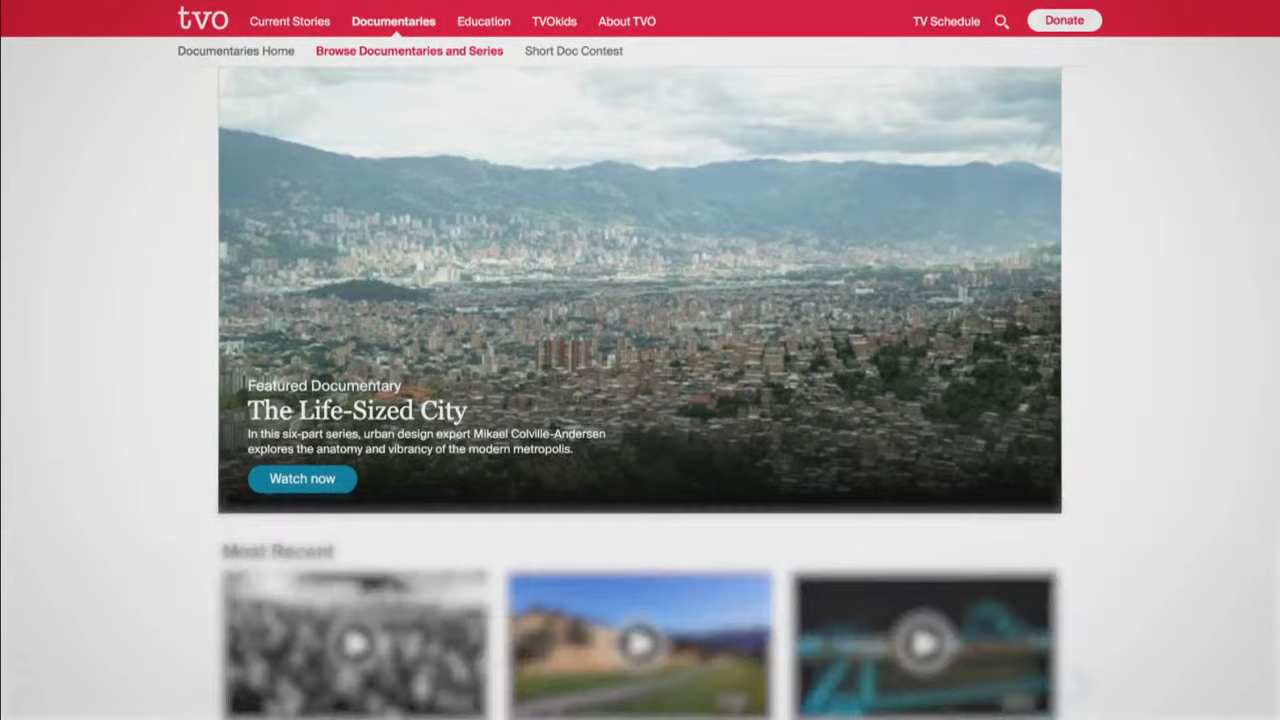 tvo Current Stories Documentaries Education TVOkids About TVO TV Schedule Donate
Documentaries Home Browse Documentaries and Series Short Doc Contest
Featured Documentary
The Life-Sized City
In this six-part series, urban design expert Mikael Colville-Andersen
explores the anatomy and vibrancy of the modern metropolis.
Watch now
Most Recent